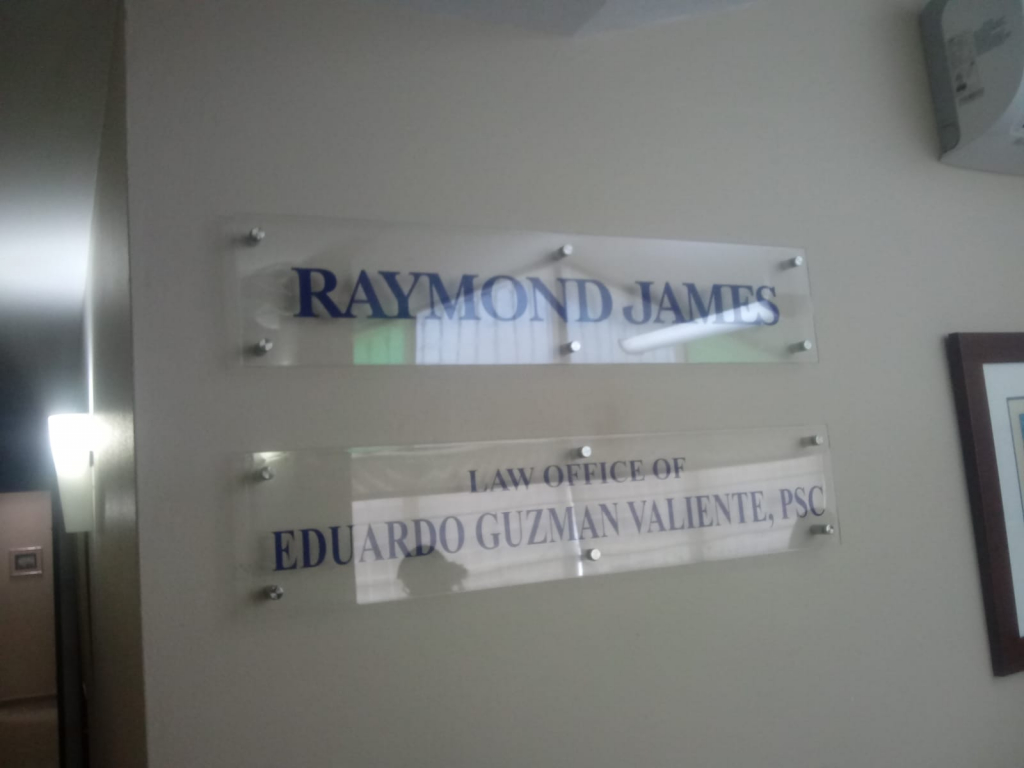 RAYMOND JAMES
LAW OFFICE OF
EDUARDO GUZMAN VALIENTE, PSC